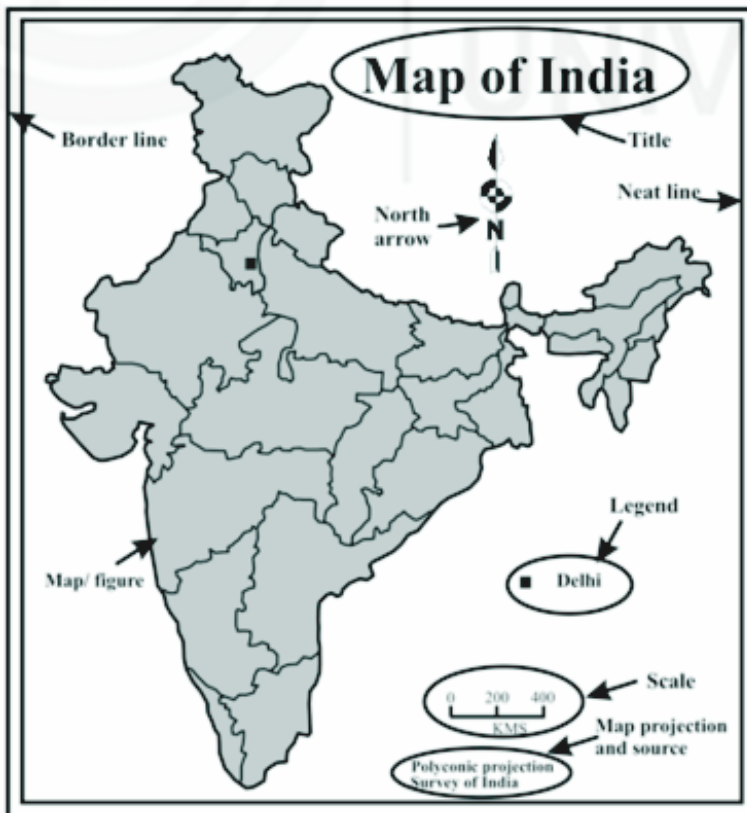 UNIV
Map of India
Border line
Title
Neat line
North
arrow
N
Legend
Map/ figure
Delhi
Scale
0 200 400
KMS
Map projection
and source
Polyconic projection
Survey of India